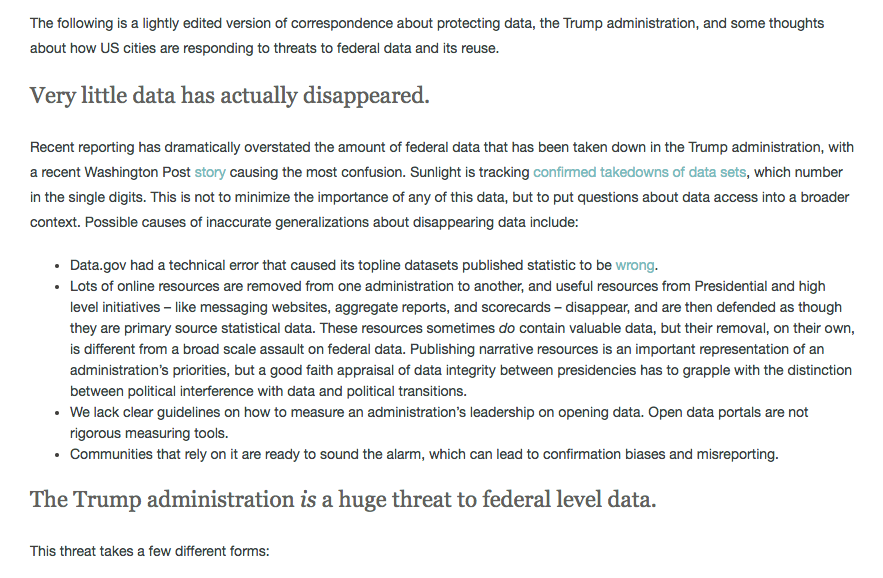 The following is a lightly edited version of correspondence about protecting data, the Trump administration, and some thoughts
about how US cities are responding to threats to federal data and its reuse.
Very little data has actually disappeared.
Recent reporting has dramatically overstated the amount of federal data that has been taken down in the Trump administration, with
a recent Washington Post story causing the most confusion. Sunlight is tracking confirmed takedowns of data sets, which number
in the single digits. This is not to minimize the importance of any of this data, but to put questions about data access into a broader
context. Possible causes of inaccurate generalizations about disappearing data include:
• Data.gov had a technical error that caused its topline datasets published statistic to be wrong.
• Lots of online resources are removed from one administration to another, and useful resources from Presidential and high
level initiatives – like messaging websites, aggregate reports, and scorecards – disappear, and are then defended as though
they are primary source statistical data. These resources sometimes do contain valuable data, but their removal, on their own,
is different from a broad scale assault on federal data. Publishing narrative resources is an important representation of an
administration's priorities, but a good faith appraisal of data integrity between presidencies has to grapple with the distinction
between political interference with data and political transitions.
• We lack clear guidelines on how to measure an administration's leadership on opening data. Open data portals are not
rigorous measuring tools.
• Communities that rely on it are ready to sound the alarm, which can lead to confirmation biases and misreporting.
The Trump administration is a huge threat to federal level data.
This threat takes a few different forms: